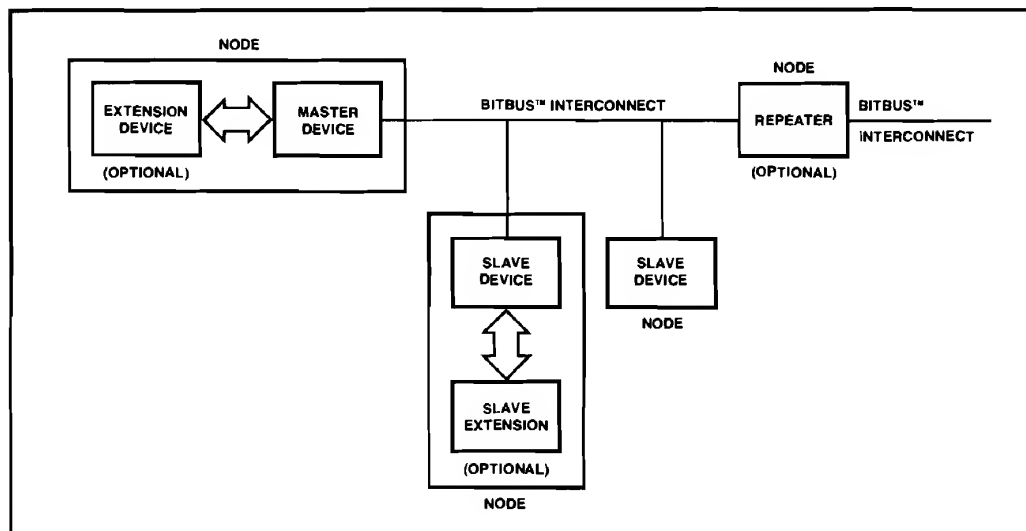 NODE
EXTENSION
DEVICE
(OPTIONAL)
MASTER
DEVICE
BITBUS™ INTERCONNECT
NODE
REPEATER
(OPTIONAL)
BITBUS™
INTERCONNECT
SLAVE
DEVICE
SLAVE
EXTENSION
(OPTIONAL)
NODE
SLAVE
DEVICE
NODE